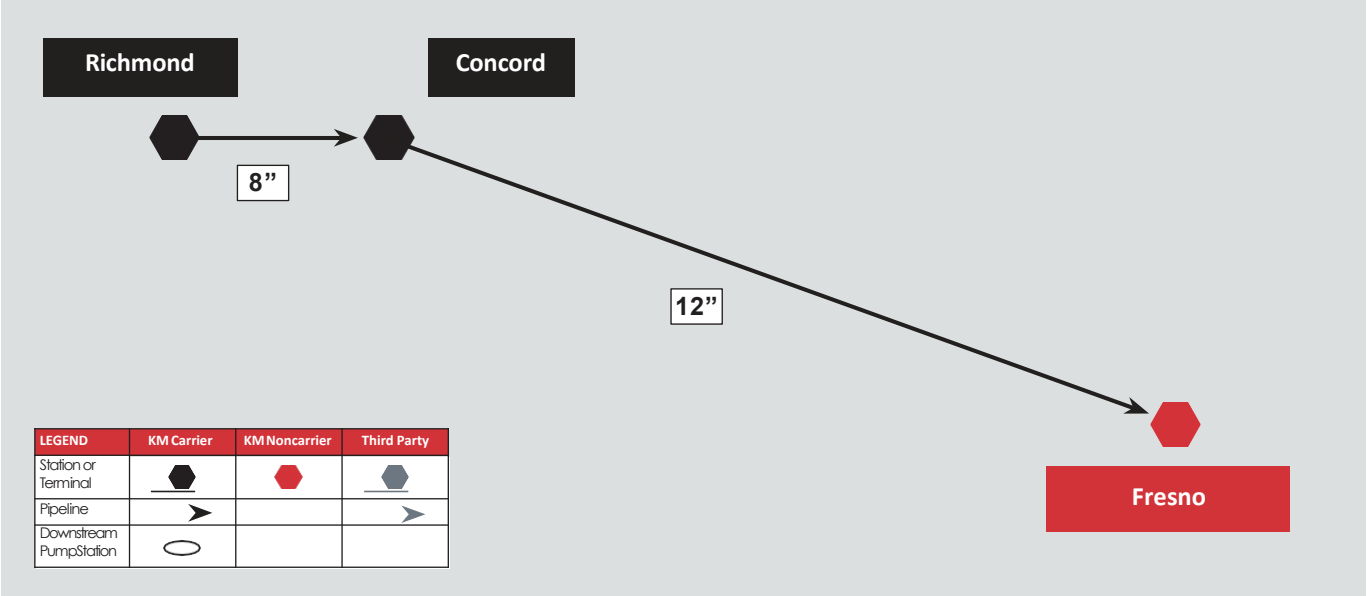 Richmond
Concord
8”
12”
Fresno
LEGEND KM Carrier KM Noncarrier Third Party
Station or
Terminal
Pipeline
Downstream
PumpStation